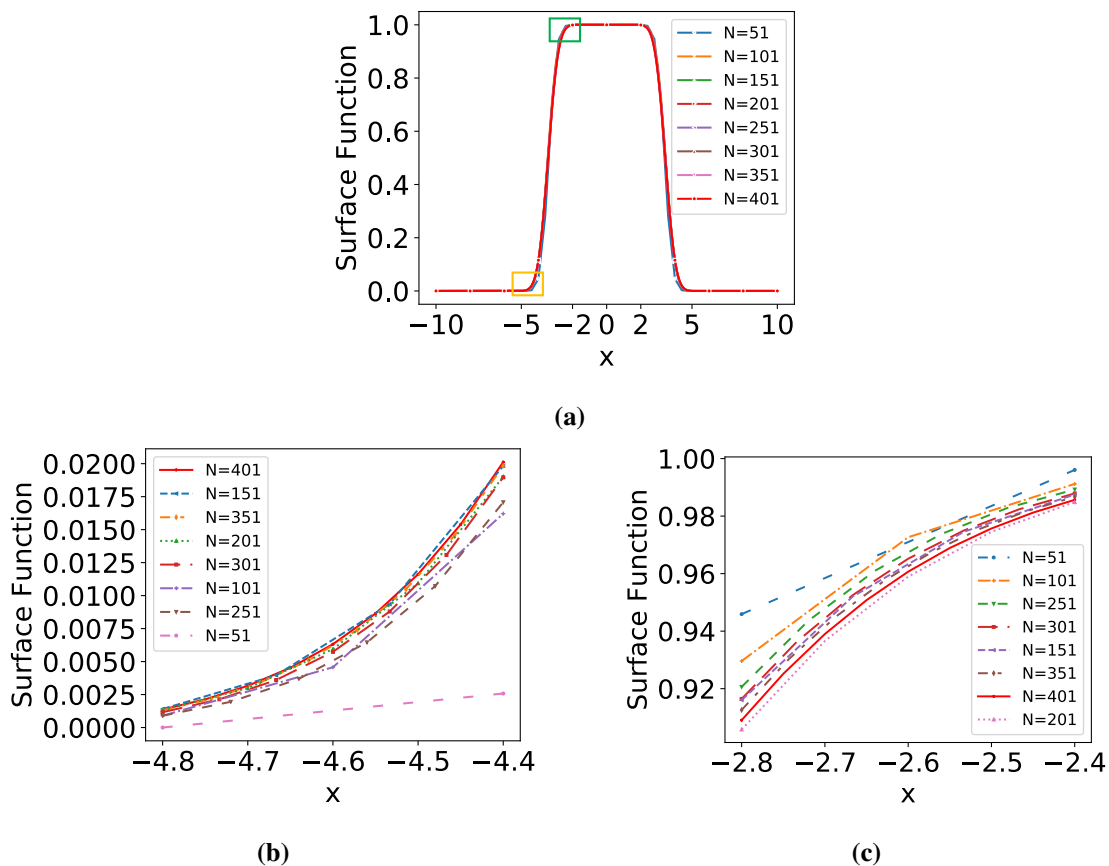 Surface Function
1.0
0.8
0.6
0.4
0.2
0.0
−10 −5 −2 0 2 5 10
x
N=51
N=101
N=151
N=201
N=251
N=301
N=351
N=401
(a)
Surface Function
0.0200
0.0175
0.0150
0.0125
0.0100
0.0075
0.0050
0.0025
0.0000
−4.8 −4.7 −4.6 −4.5 −4.4
x
N=401
N=151
N=351
N=201
N=301
N=101
N=251
N=51
(b)
Surface Function
1.00
0.98
0.96
0.94
0.92
−2.8 −2.7 −2.6 −2.5 −2.4
x
N=51
N=101
N=251
N=301
N=151
N=351
N=401
N=201
(c)